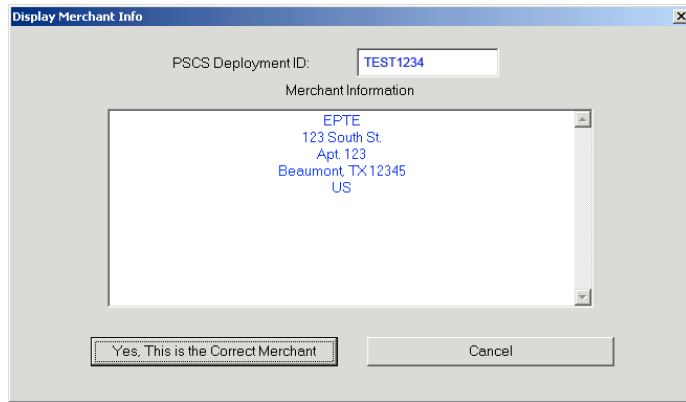 Display Merchant Info
PSCS Deployment ID: TEST1234
Merchant Information
EPTE
123 South St.
Apt. 123
Beaumont, TX 12345
US
Yes, This is the Correct Merchant Cancel